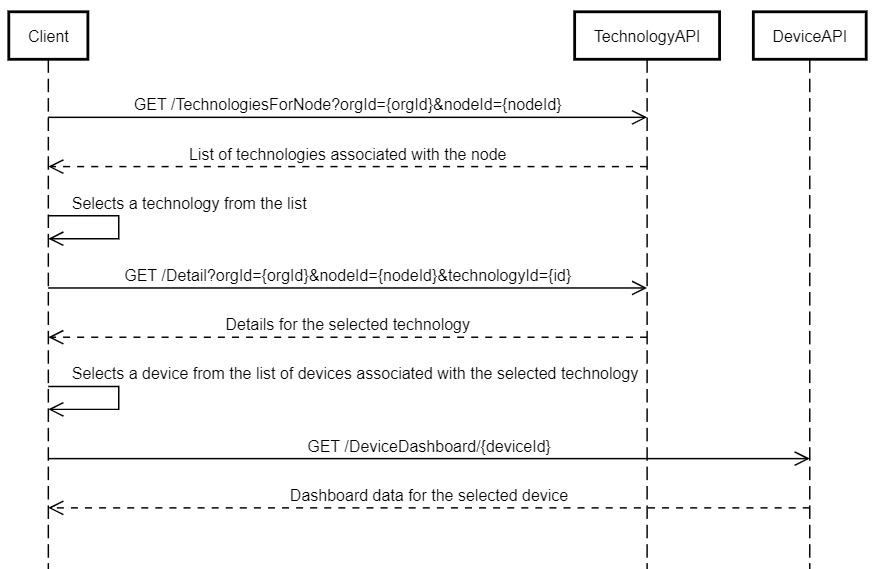 Client
TechnologyAPI
DeviceAPI
GET /TechnologiesForNode?orgId={orgId}&nodeId={nodeId}
List of technologies associated with the node
Selects a technology from the list
GET /Detail?orgId={orgId}&nodeId={nodeId}&technologyId={id}
Details for the selected technology
Selects a device from the list of devices associated with the selected technology
GET /DeviceDashboard/{deviceId}
Dashboard data for the selected device